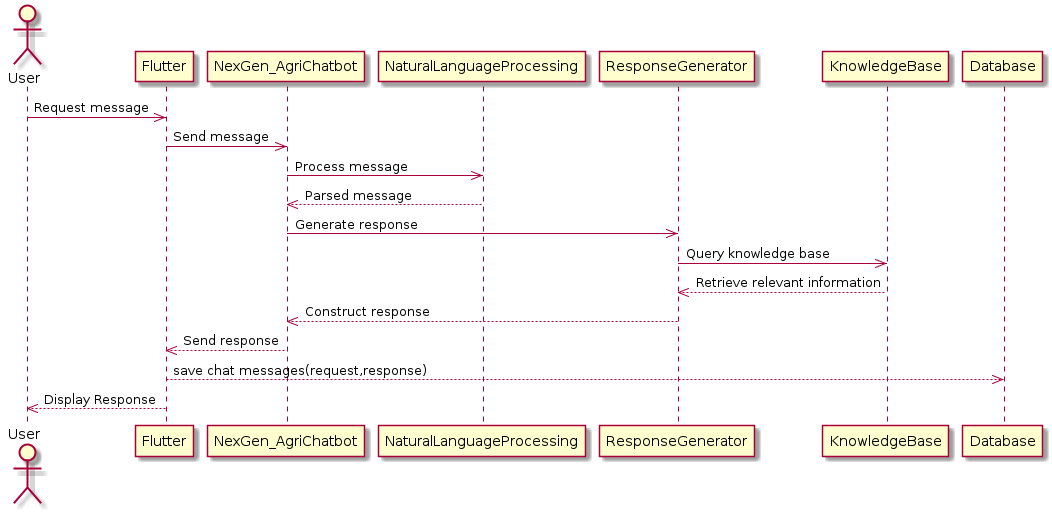 User
Flutter
NexGen_AgriChatbot
NaturalLanguageProcessing
ResponseGenerator
KnowledgeBase
Database
Request message
Send message
Process message
Parsed message
Generate response
Query knowledge base
Retrieve relevant information
Construct response
Send response
save chat messages(request,response)
Display Response
User
Flutter
NexGen_AgriChatbot
NaturalLanguageProcessing
ResponseGenerator
KnowledgeBase
Database